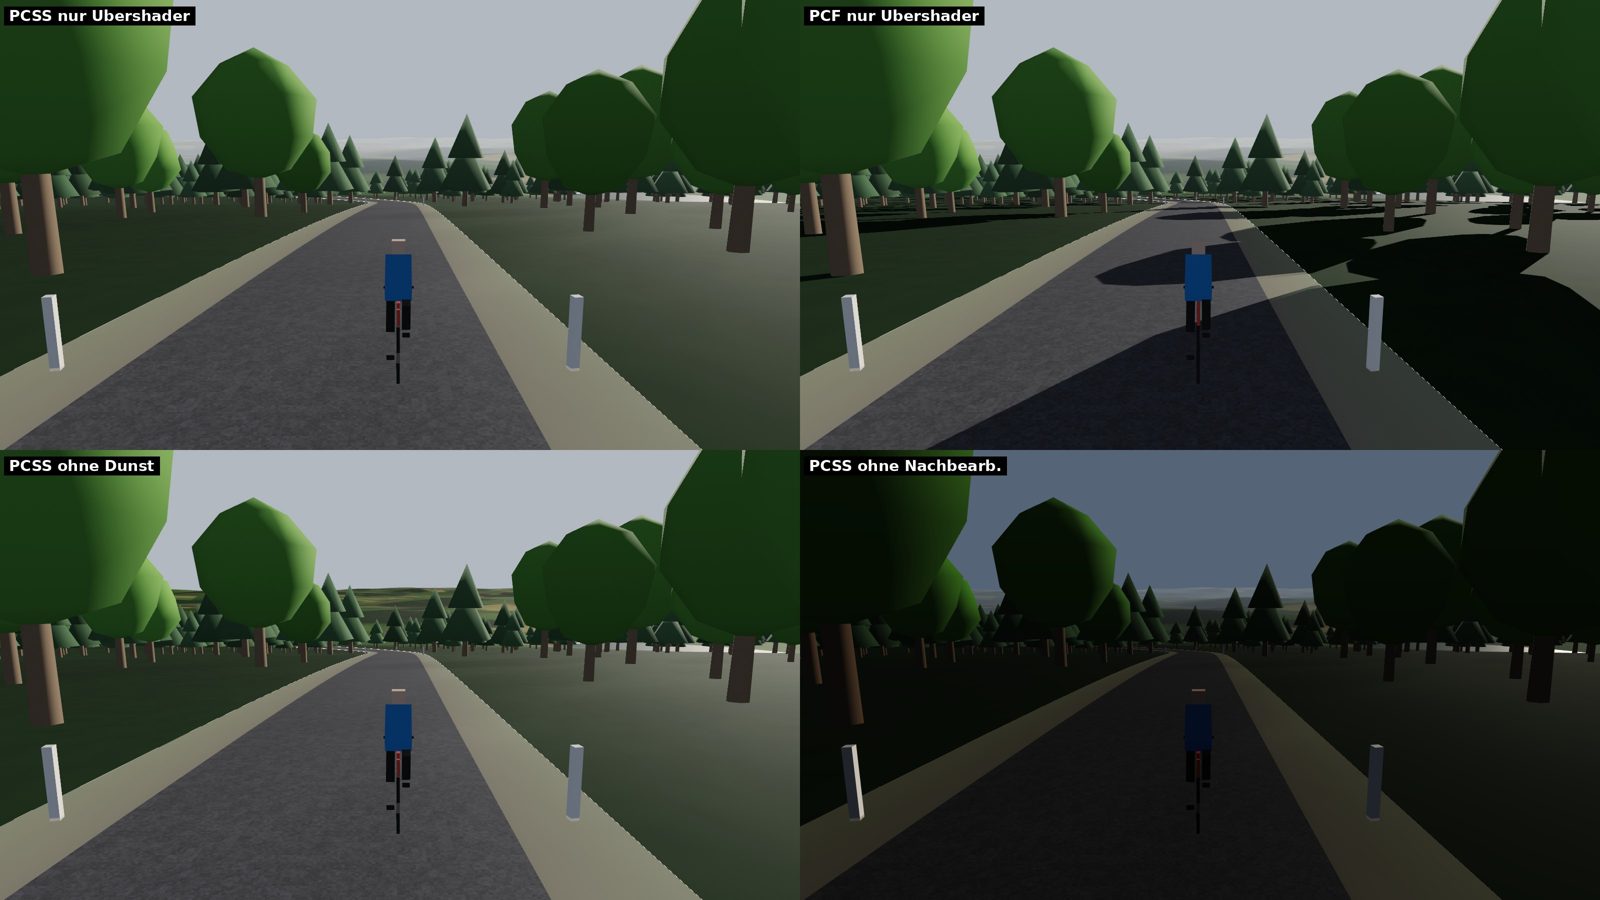 PCSS nur Ubershader
PCF nur Ubershader
PCSS ohne Dunst
PCSS ohne Nachbearb.